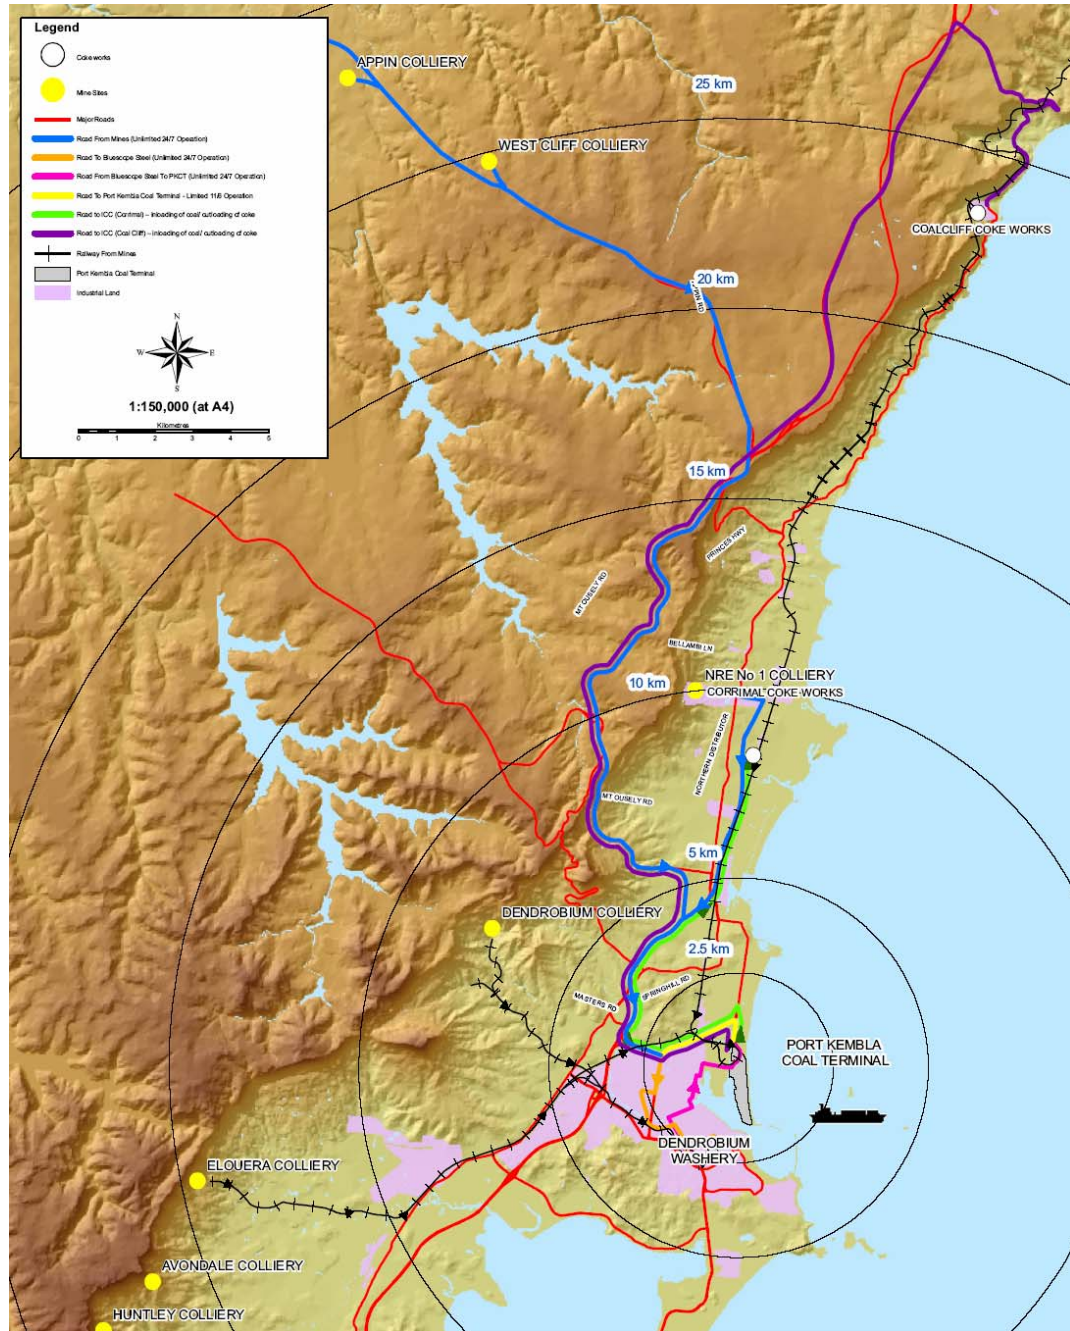 Legend
Cokeworks
Mine Sites
Major Roads
Road From Mines (Unlimited 24/7 Operation)
Road To Bluescope Steel (Unlimited 24/7 Operation)
Road From Bluescope Steel To PKCT (Unlimited 24/7 Operation)
Road To Port Kembla Coal Terminal - Limited 11/6 Operation
Road to ICC (Corrimal) – inloading of coal/ outloading of coke
Road to ICC (Coal Cliff) – inloading of coal/ outloading of coke
Railway From Mines
Port Kembla Coal Terminal
Industrial Land
N
W
E
S
1:150,000 (at A4)
Kilometres
0 1 2 3 4 5
APPIN COLLIERY
25 km
WEST CLIFF COLLIERY
COALCLIFF COKE WORKS
20 km
15 km
PRINCES HWY
MT OUSELY RD
BELLAMBI LN
NRE No 1 COLLIERY
10 km
CORRIMAL COKE WORKS
NORTHERN DISTRIBUTOR
MT OUSELY RD
5 km
DENDROBIUM COLLIERY
2.5 km
SPRINGHILL RD
MASTERS RD
PORT KEMBLA
COAL TERMINAL
DENDROBIUM
WASHERY
ELOUERA COLLIERY
AVONDALE COLLIERY
HUNTLEY COLLIERY